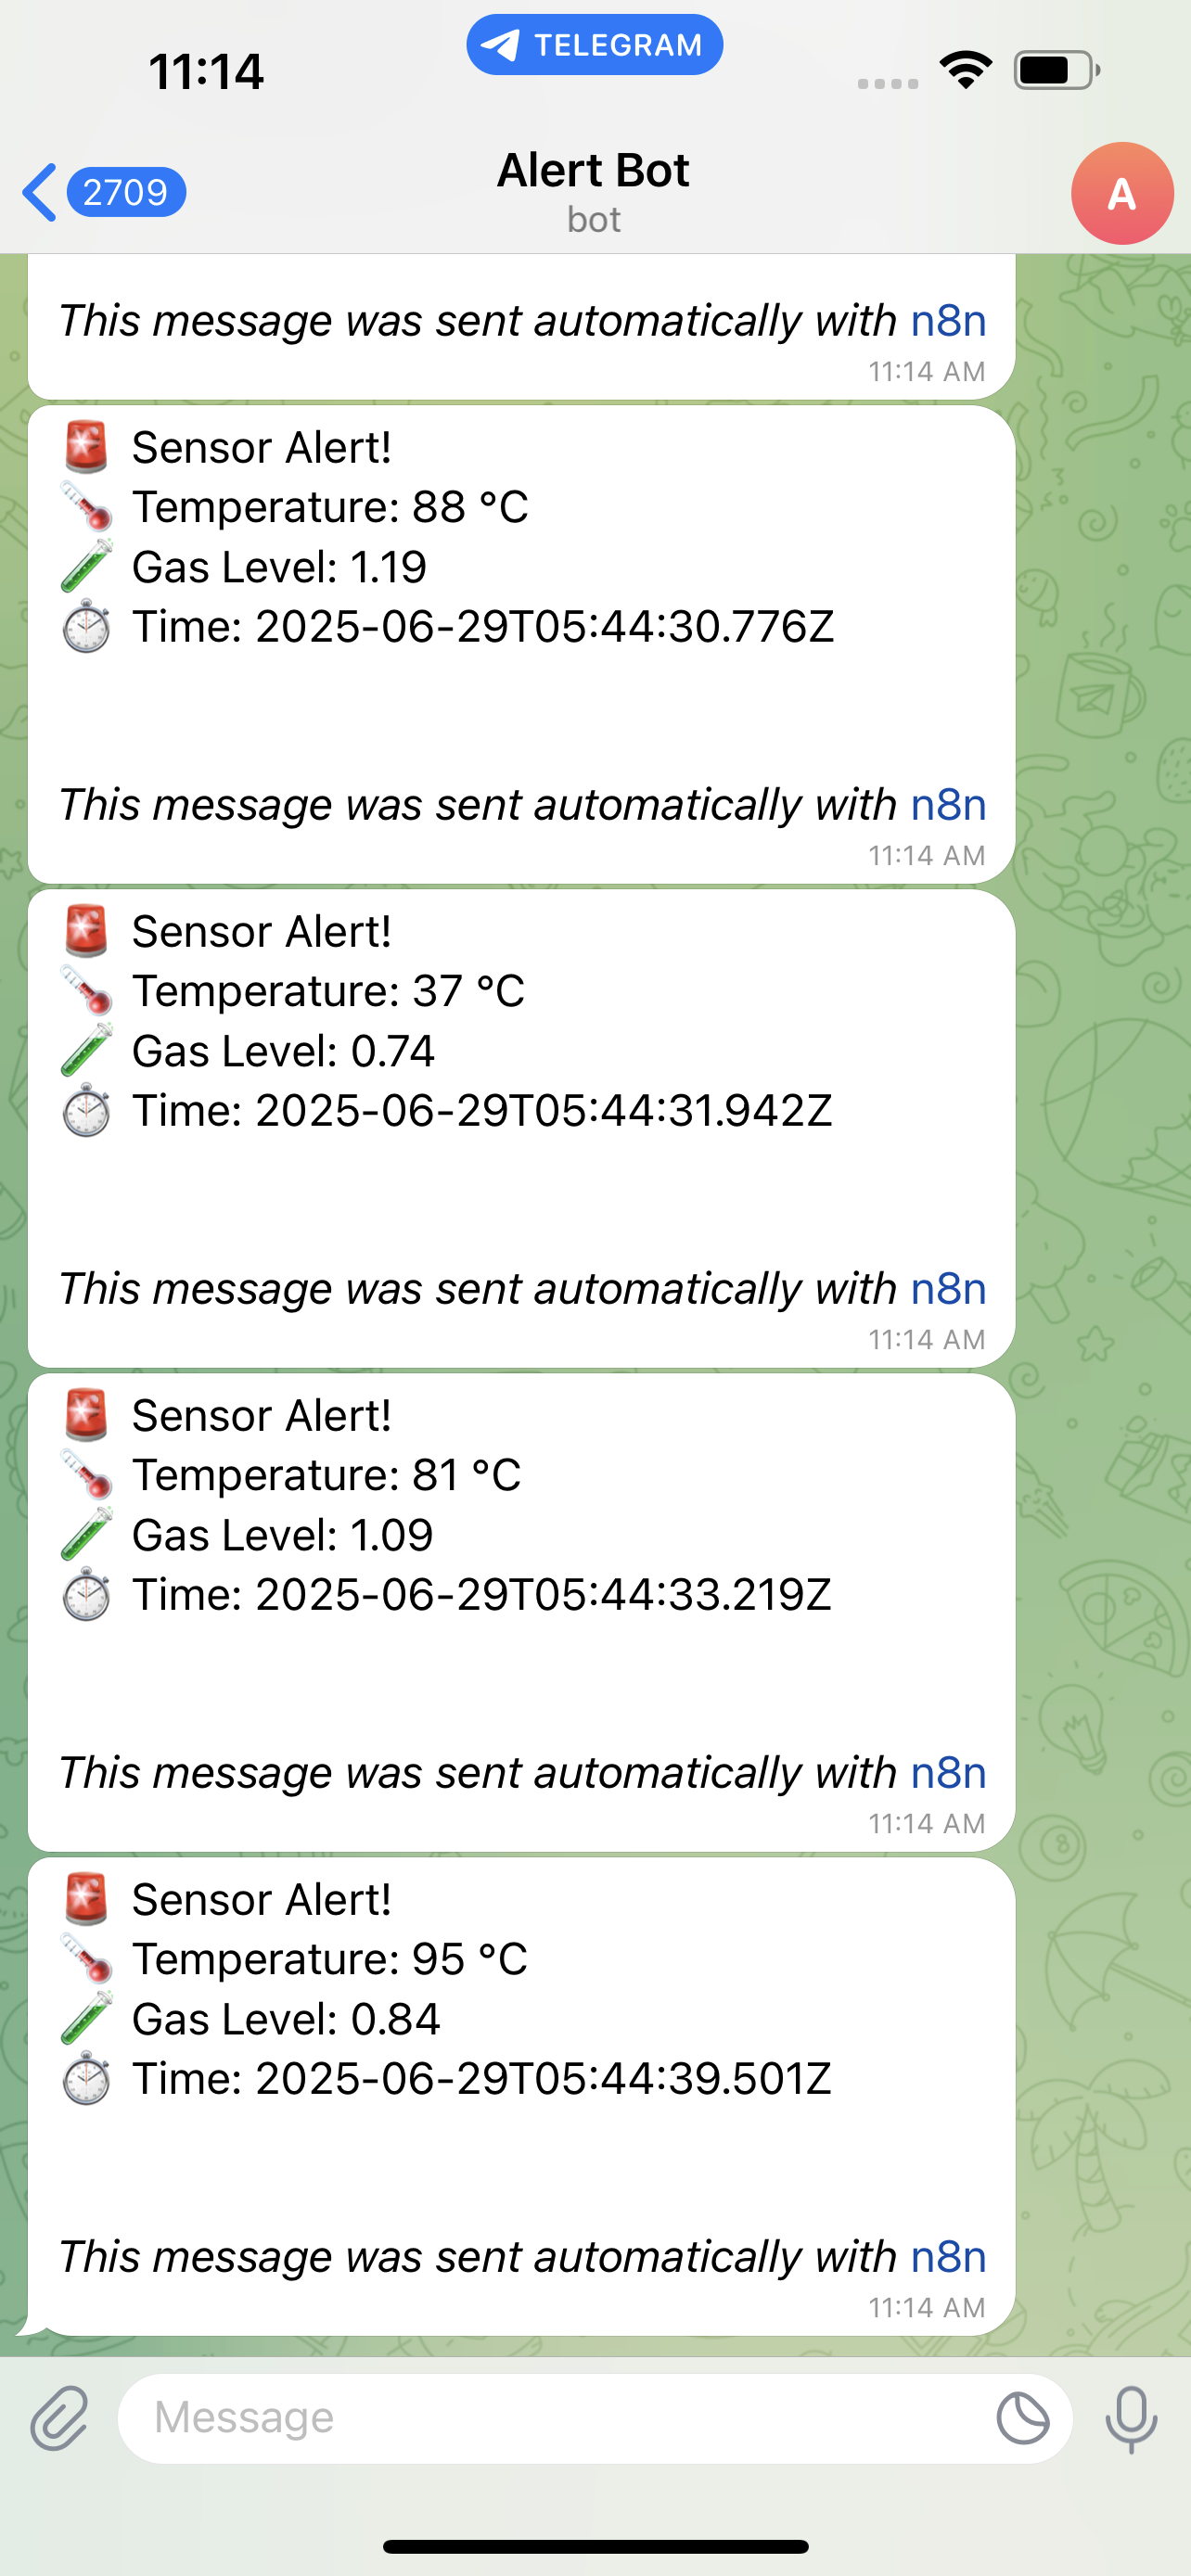 11:14
TELEGRAM
2709
Alert Bot
bot
A
This message was sent automatically with n8n
11:14 AM
🚨 Sensor Alert!
🌡️ Temperature: 88 °C
🧪 Gas Level: 1.19
⏱️ Time: 2025-06-29T05:44:30.776Z
This message was sent automatically with n8n
11:14 AM
🚨 Sensor Alert!
🌡️ Temperature: 37 °C
🧪 Gas Level: 0.74
⏱️ Time: 2025-06-29T05:44:31.942Z
This message was sent automatically with n8n
11:14 AM
🚨 Sensor Alert!
🌡️ Temperature: 81 °C
🧪 Gas Level: 1.09
⏱️ Time: 2025-06-29T05:44:33.219Z
This message was sent automatically with n8n
11:14 AM
🚨 Sensor Alert!
🌡️ Temperature: 95 °C
🧪 Gas Level: 0.84
⏱️ Time: 2025-06-29T05:44:39.501Z
This message was sent automatically with n8n
11:14 AM
Message